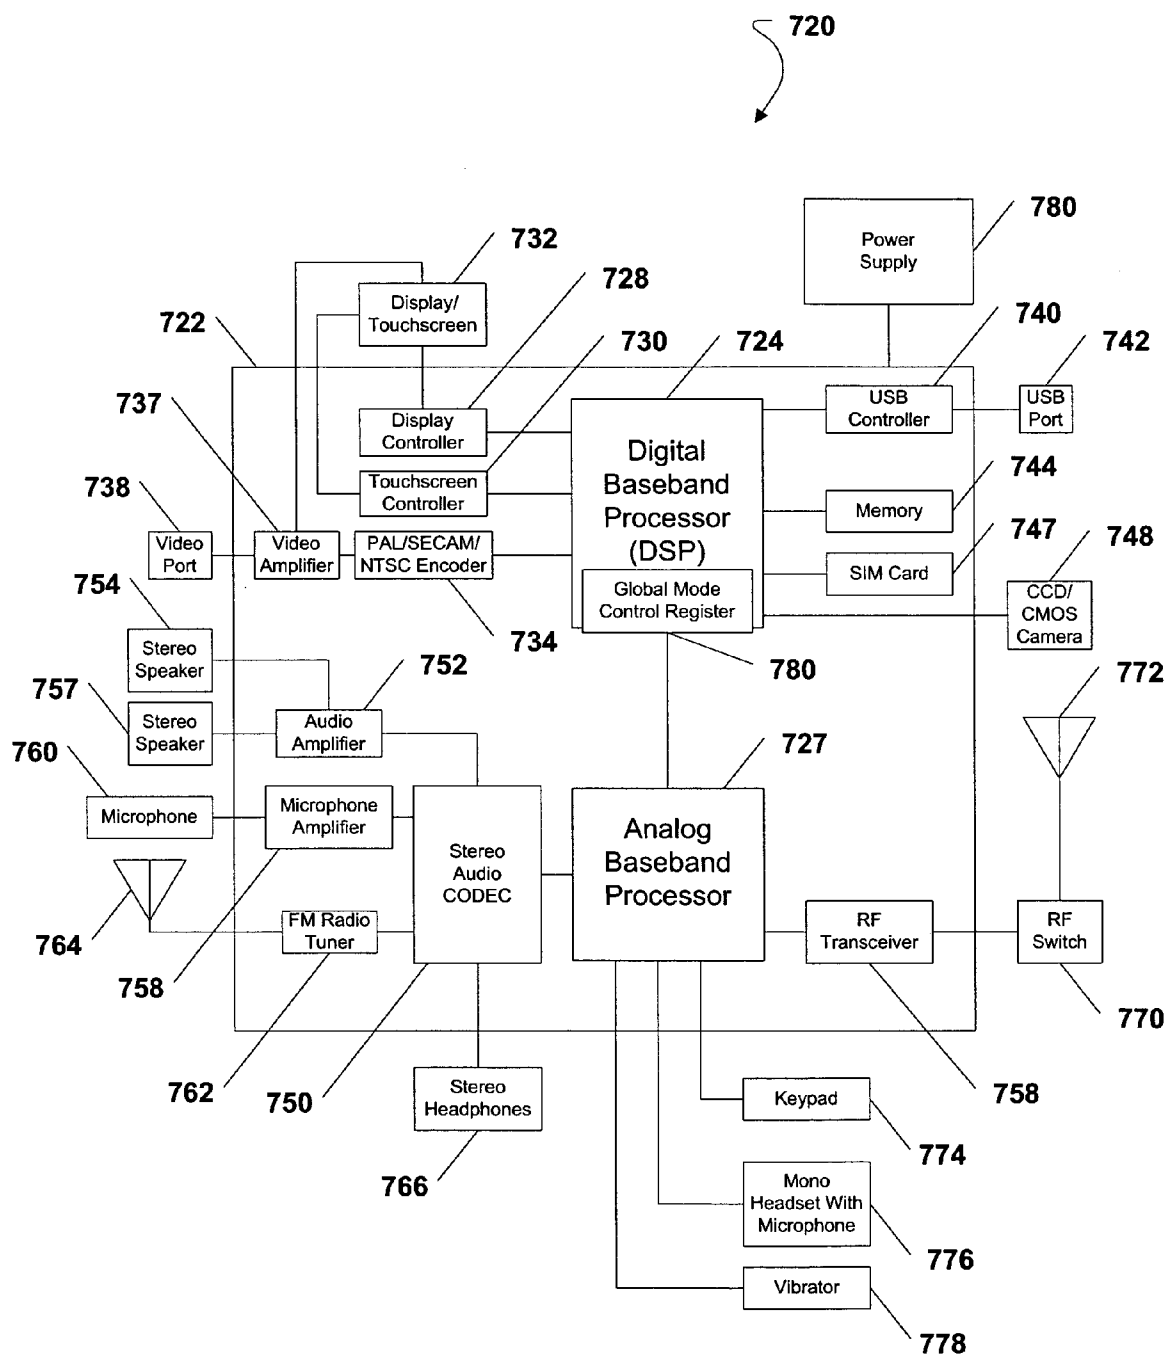 720
780
Power
Supply
732
728
Display/
Touchscreen
722
730
724
740
742
737
Display
Controller
USB
Controller
USB
Port
Digital
Baseband
Processor
(DSP)
738
Touchscreen
Controller
744
Memory
Video
Port
Video
Amplifier
PAL/SECAM/
NTSC Encoder
747
748
SIM Card
754
Global Mode
Control Register
CCD/
CMOS
Camera
734
Stereo
Speaker
752
780
772
757
Stereo
Speaker
Audio
Amplifier
760
727
Microphone
Microphone
Amplifier
Analog
Baseband
Processor
Stereo
Audio
CODEC
764
FM Radio
Tuner
RF
Transceiver
RF
Switch
758
770
762
750
Stereo
Headphones
Keypad
758
774
766
Mono
Headset With
Microphone
776
Vibrator
778